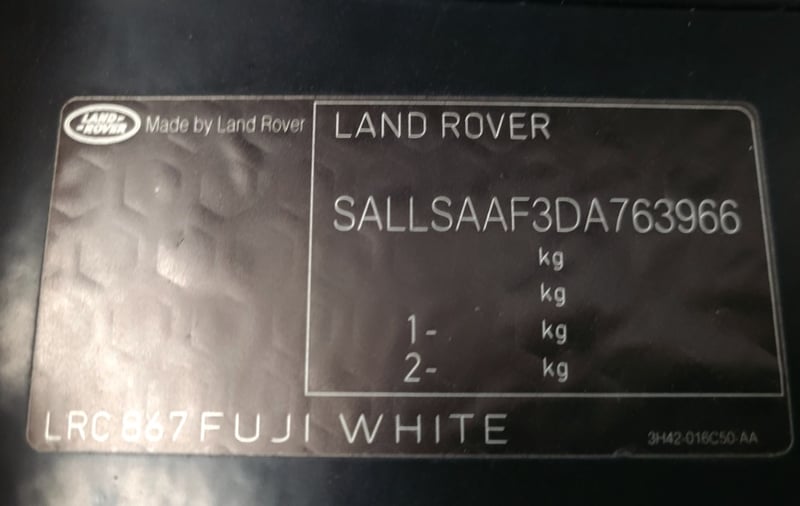 LAND
ROVER
Made by Land Rover
LAND ROVER
SALLSAAF3DA763966
kg
kg
1- kg
2- kg
LRC 867 FUJI WHITE
3H42-016C50-AA